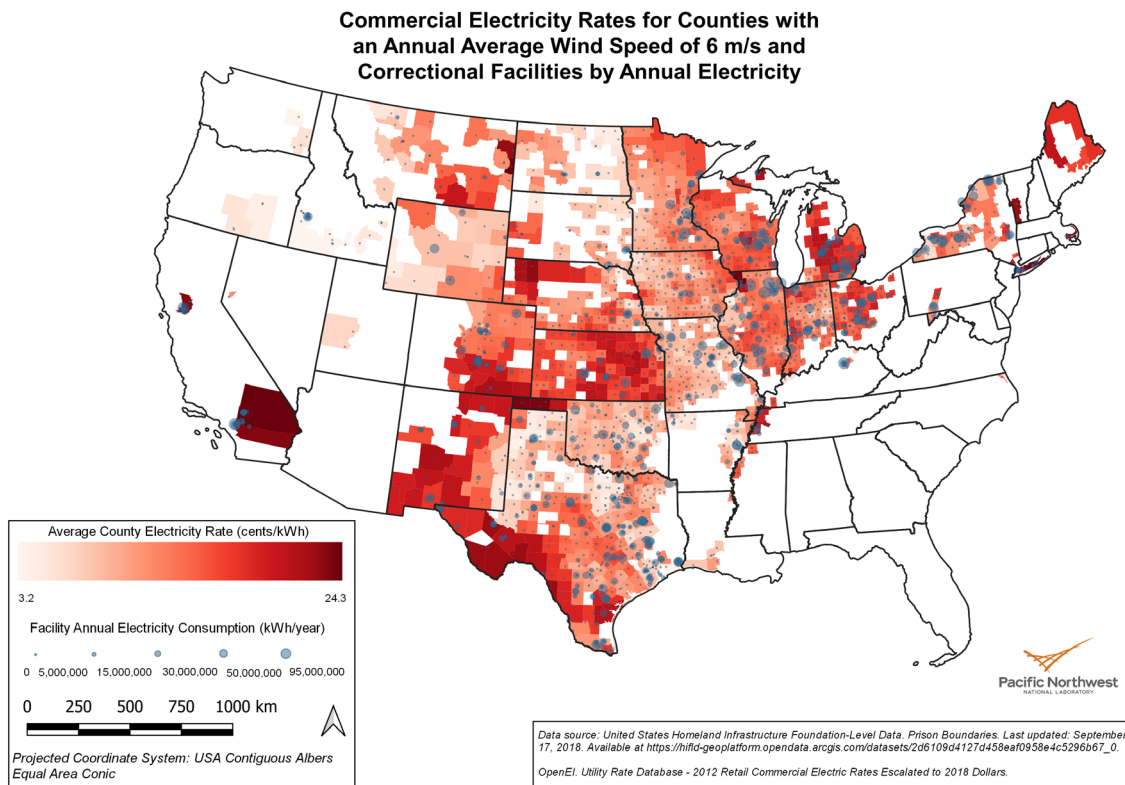 Commercial Electricity Rates for Counties with
an Annual Average Wind Speed of 6 m/s and
Correctional Facilities by Annual Electricity
Average County Electricity Rate (cents/kWh)
3.2 24.3
Facility Annual Electricity Consumption (kWh/year)
0 5,000,000 15,000,000 30,000,000 50,000,000 95,000,000
0 250 500 750 1000 km
Projected Coordinate System: USA Contiguous Albers
Equal Area Conic
Pacific Northwest
NATIONAL LABORATORY
Data source: United States Homeland Infrastructure Foundation-Level Data. Prison Boundaries. Last updated: September
17, 2018. Available at https://hifld-geoplatform.opendata.arcgis.com/datasets/2d6109d4127d458eaf0958e4c5296b67_0.
OpenEI. Utility Rate Database - 2012 Retail Commercial Electric Rates Escalated to 2018 Dollars.